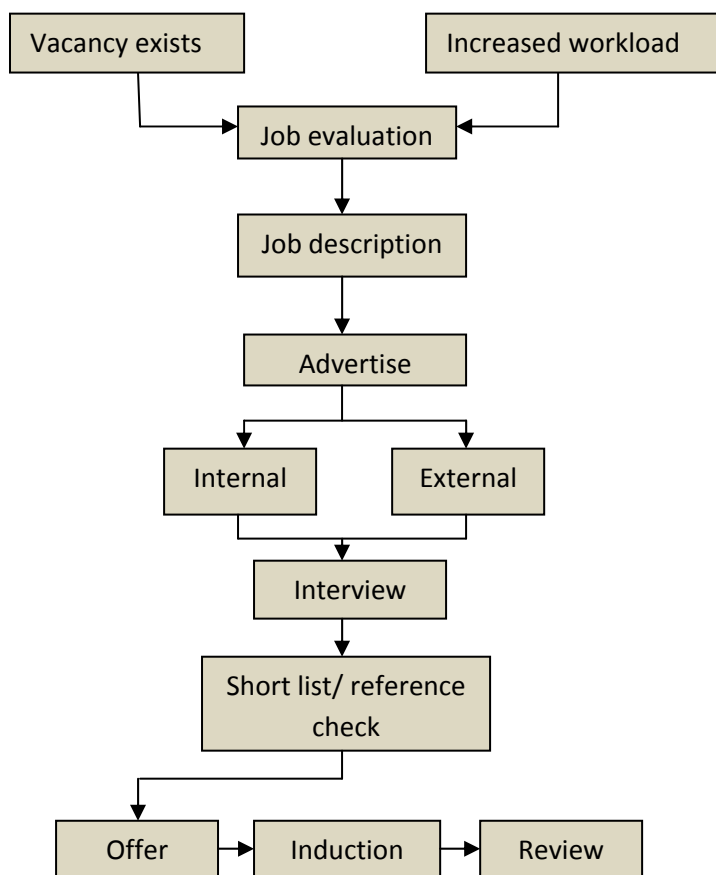 Vacancy exists
Increased workload
Job evaluation
Job description
Advertise
Internal
External
Interview
Short list/ reference
check
Offer
Induction
Review